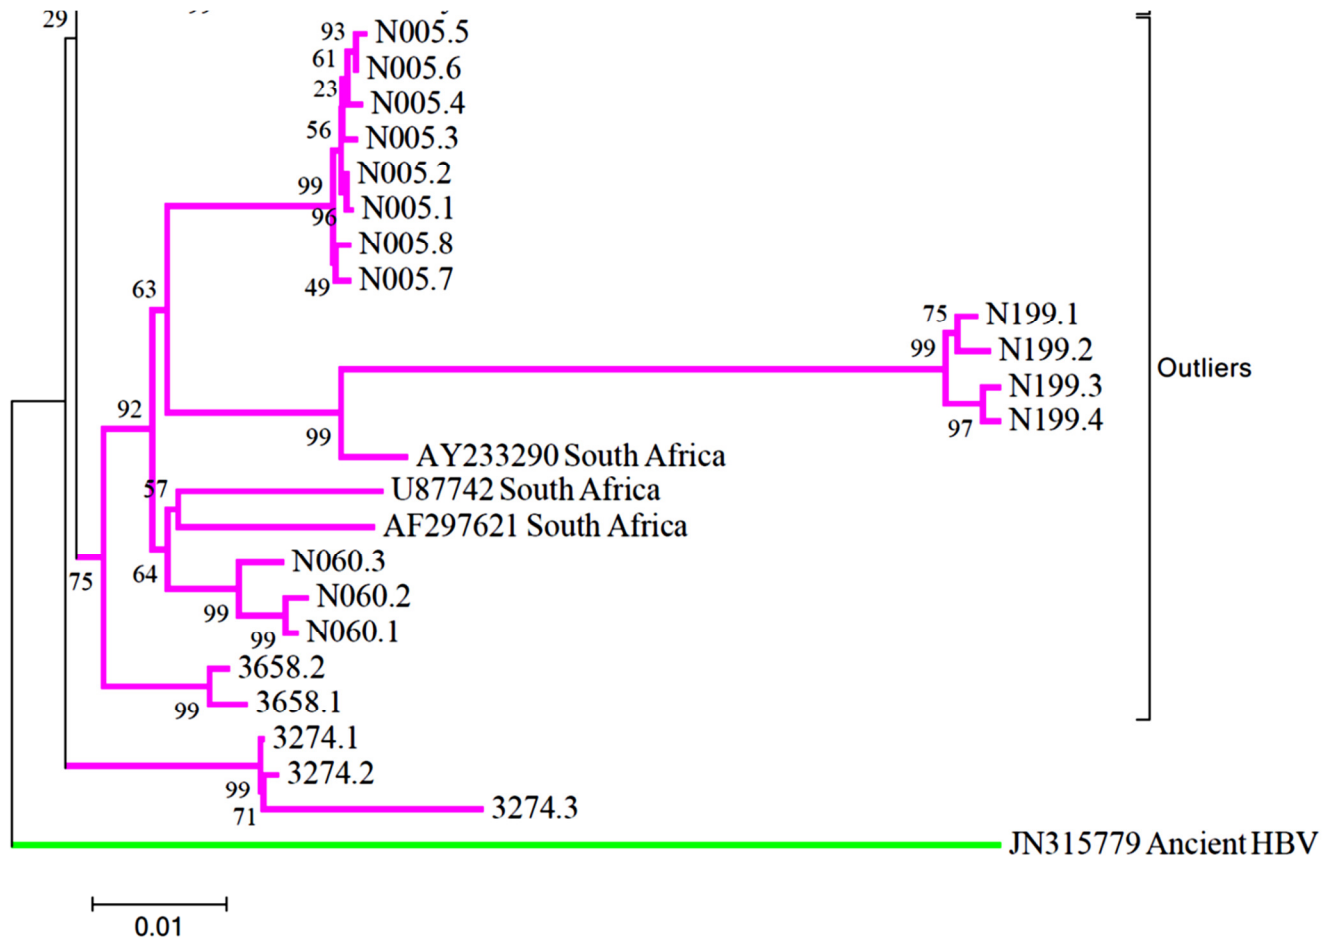 29
93 N005.5
61 N005.6
23 N005.4
56 N005.3
N005.2
99
96 N005.1
N005.8
49 N005.7
63
75 N199.1
99 N199.2
N199.3
97 N199.4
Outliers
92
99
AY233290 South Africa
57 U87742 South Africa
AF297621 South Africa
64 N060.3
75
99 N060.2
99 N060.1
3658.2
99 3658.1
3274.1
99 3274.2
71 3274.3
JN315779 Ancient HBV
0.01